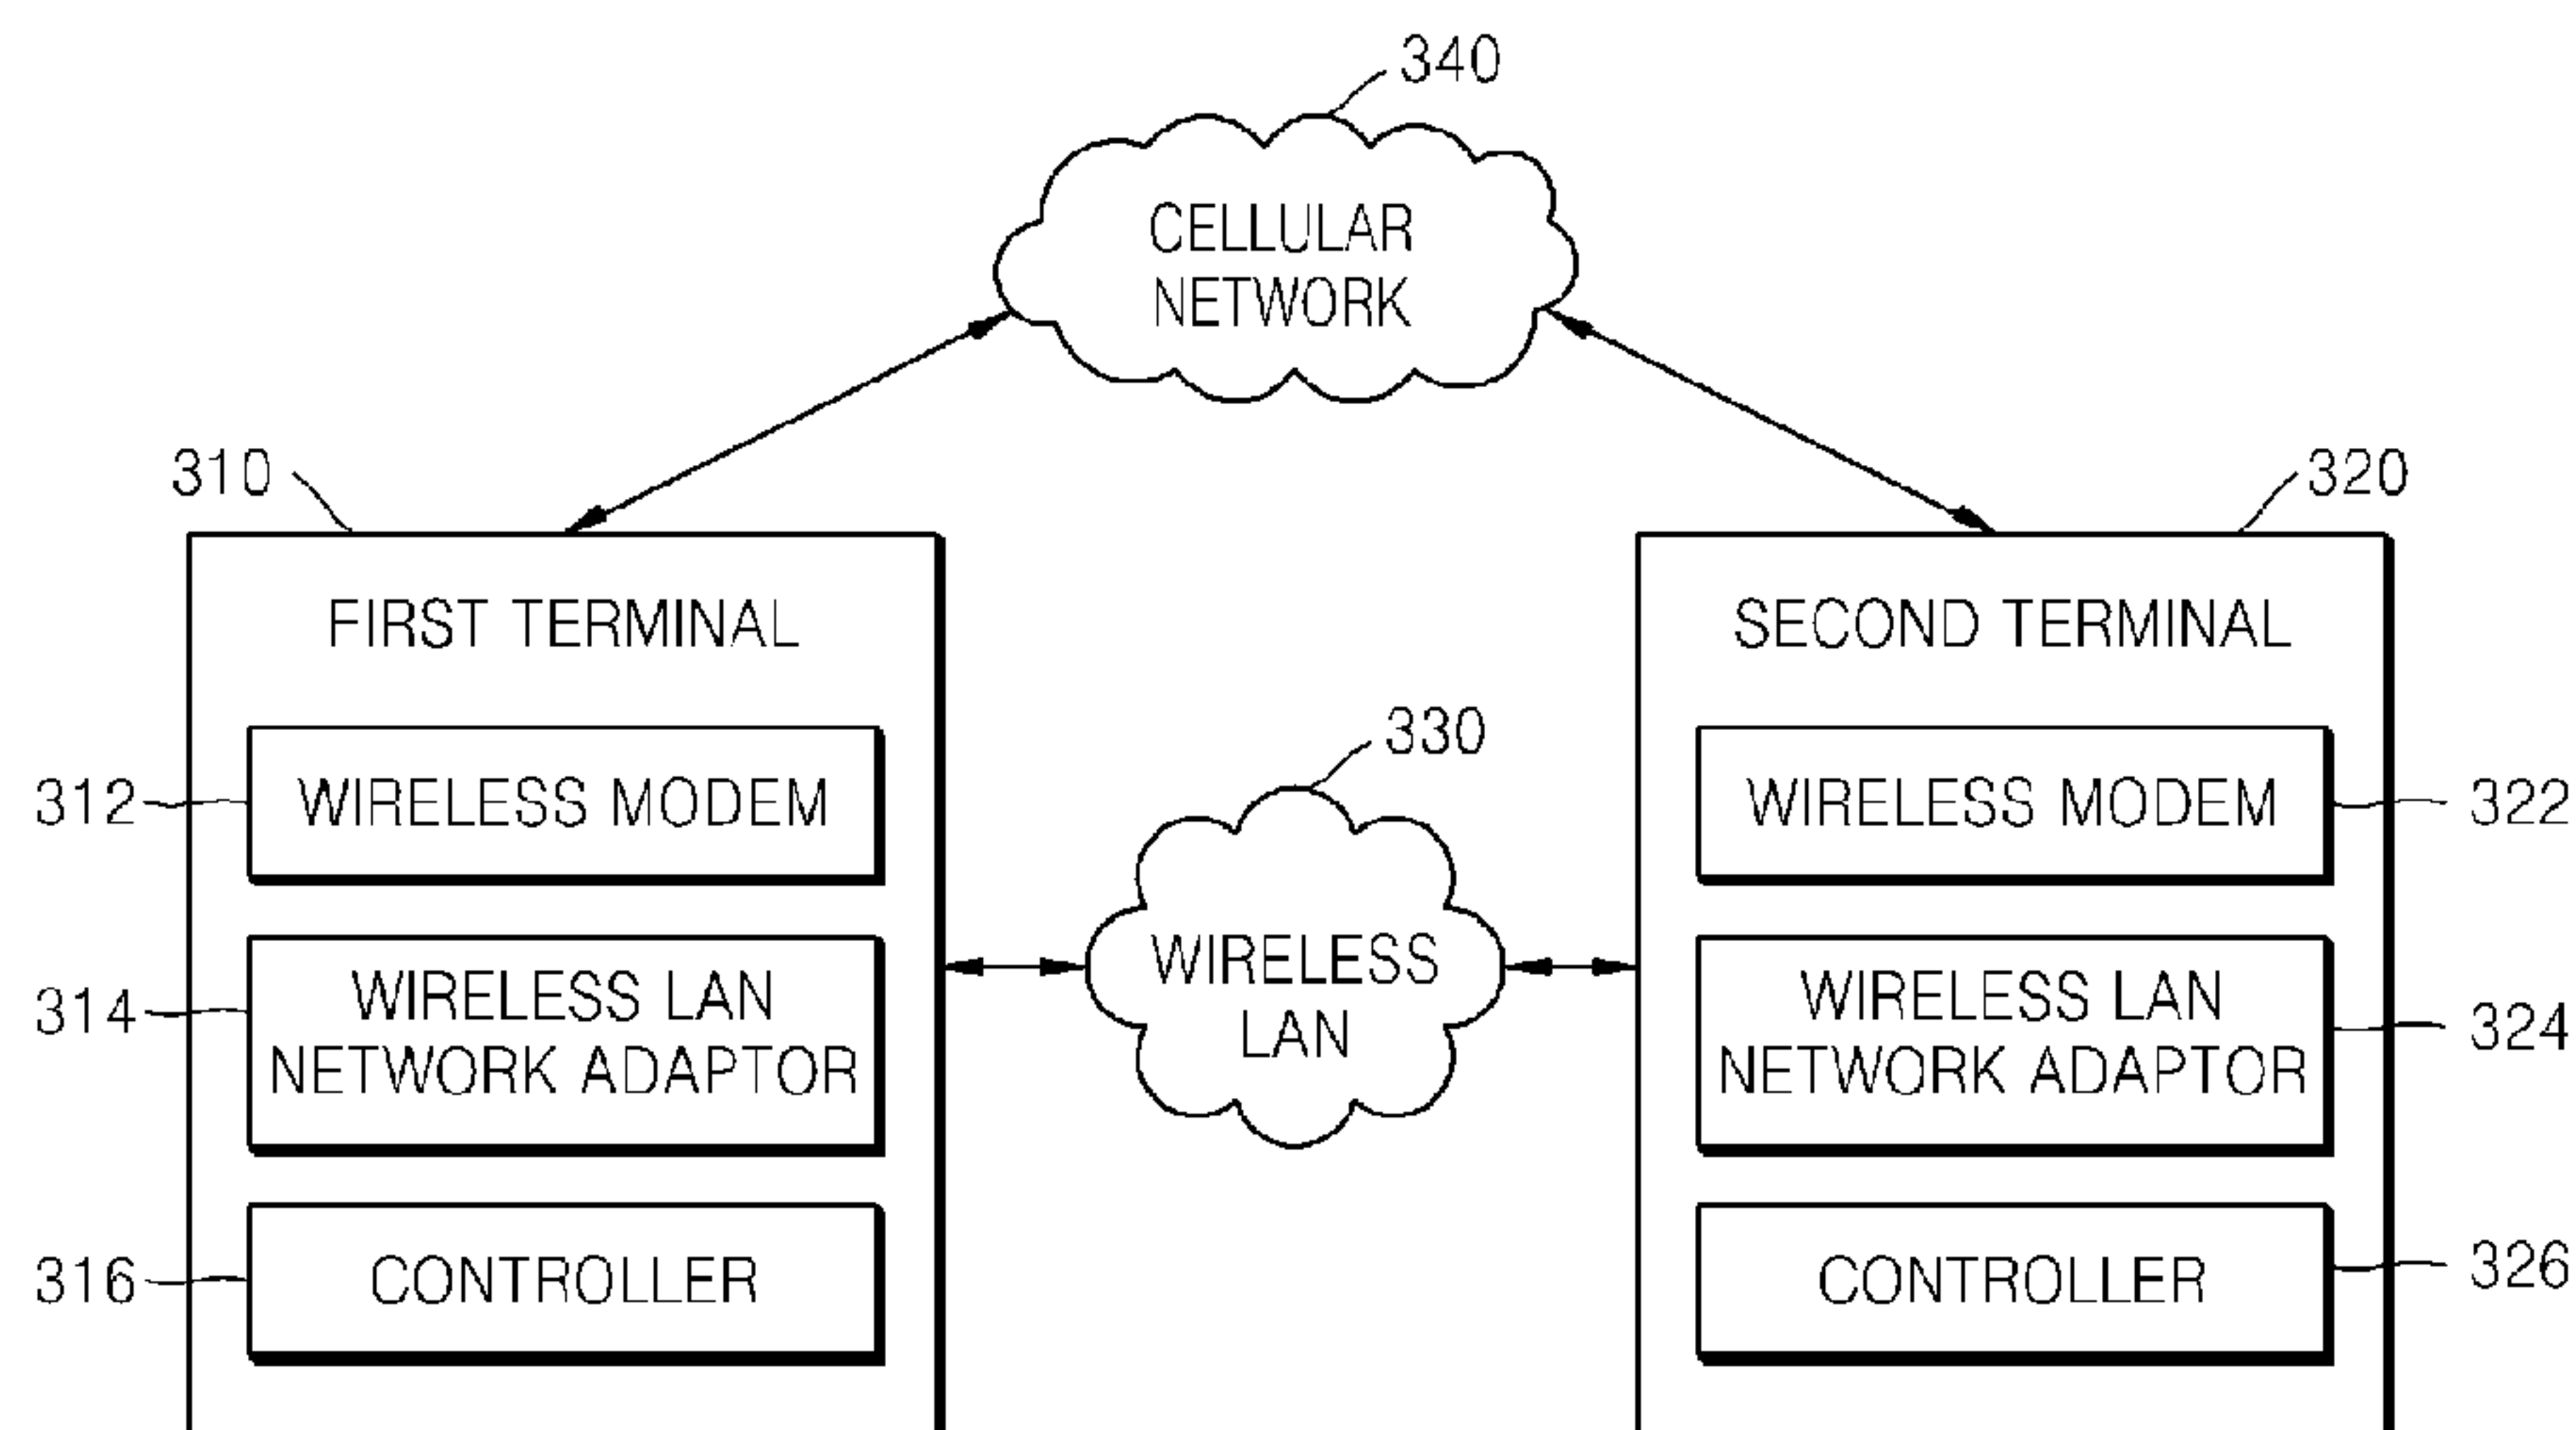 340
CELLULAR
NETWORK
310
320
FIRST TERMINAL
SECOND TERMINAL
330
312
WIRELESS MODEM
WIRELESS MODEM
322
314
WIRELESS LAN
NETWORK ADAPTOR
WIRELESS
LAN
WIRELESS LAN
NETWORK ADAPTOR
324
316
CONTROLLER
CONTROLLER
326